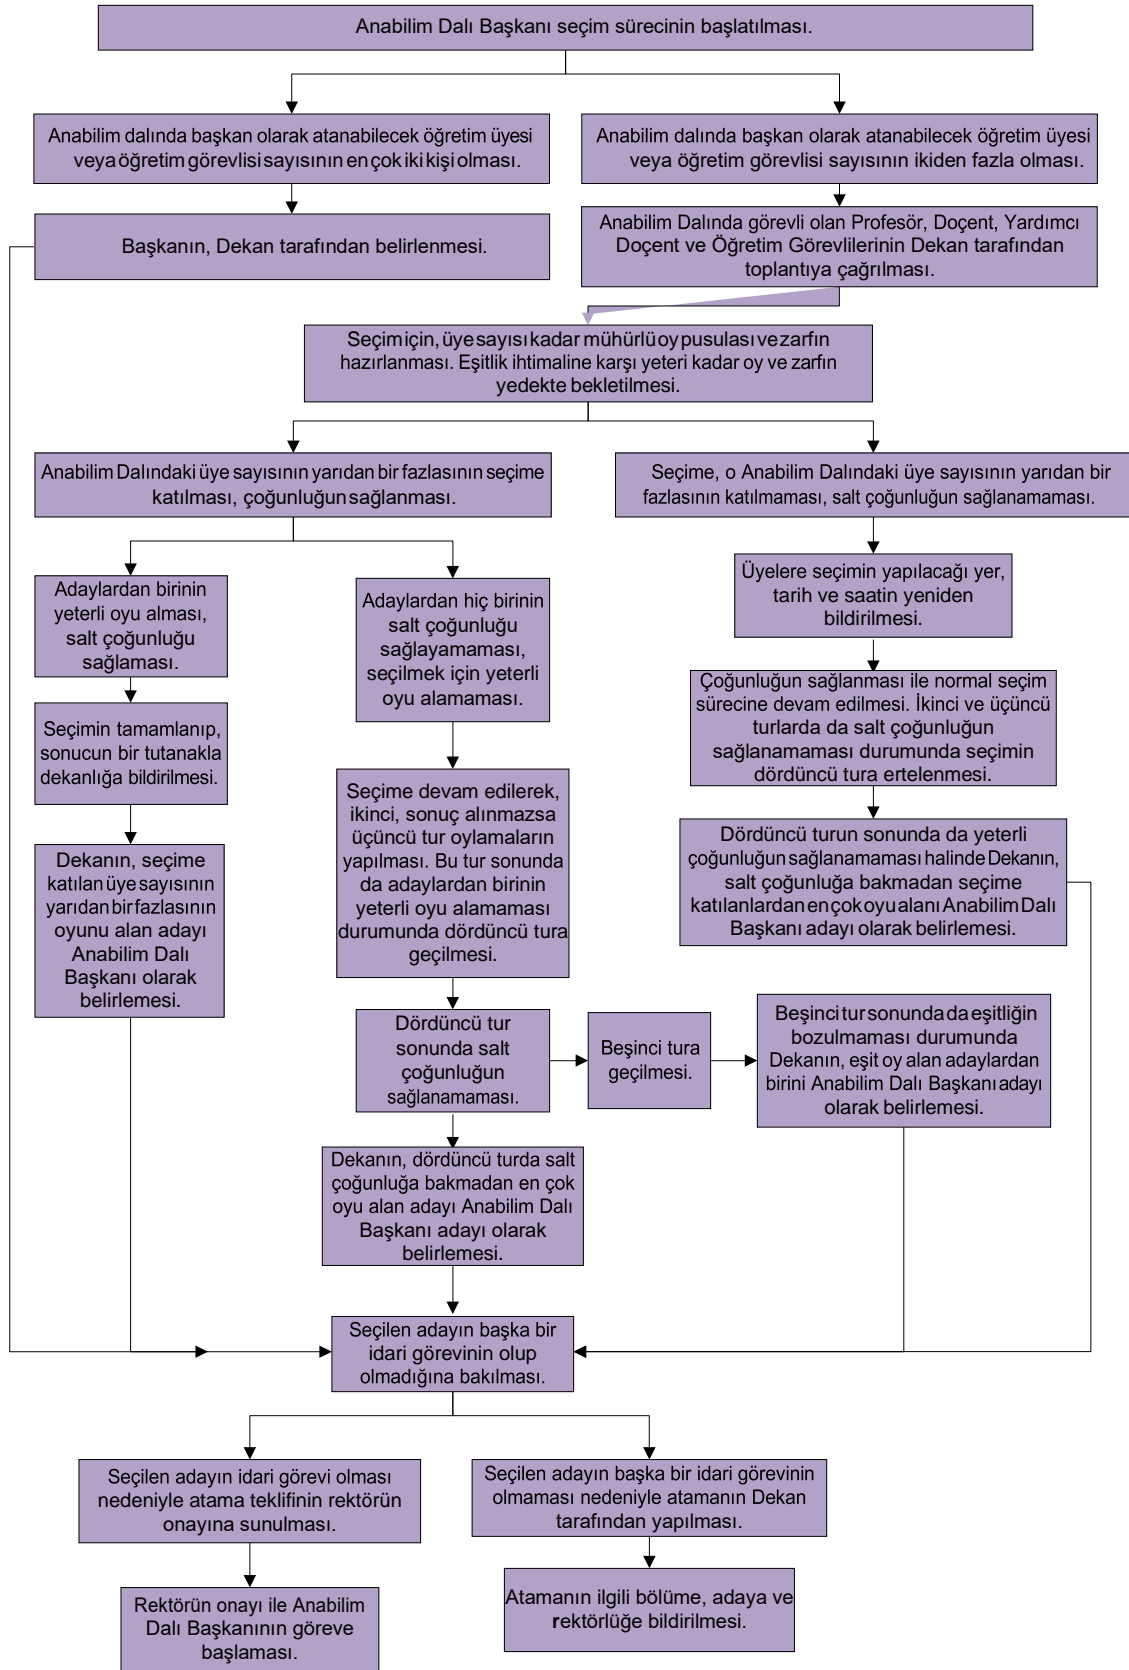 Anabilim Dalı Başkanı seçim sürecinin başlatılması.
Anabilim dalında başkan olarak atanabilecek öğretim üyesi
veya öğretim görevlisi sayısının en çok iki kişi olması.
Anabilim dalında başkan olarak atanabilecek öğretim üyesi
veya öğretim görevlisi sayısının ikiden fazla olması.
Başkanın, Dekan tarafından belirlenmesi.
Anabilim Dalında görevli olan Profesör, Doçent, Yardımcı
Doçent ve Öğretim Görevlilerinin Dekan tarafından
toplantıya çağrılması.
Seçim için, üye sayısı kadar mühürlü oy pusulası ve zarfın
hazırlanması. Eşitlik ihtimaline karşı yeteri kadar oy ve zarfın
yedekte bekletilmesi.
Anabilim Dalındaki üye sayısının yarıdan bir fazlasının seçime
katılması, çoğunluğun sağlanması.
Seçime, o Anabilim Dalındaki üye sayısının yarıdan bir
fazlasının katılmaması, salt çoğunluğun sağlanamaması.
Adaylardan birinin
yeterli oyu alması,
salt çoğunluğu
sağlaması.
Adaylardan hiç birinin
salt çoğunluğu
sağlayamaması,
seçilmek için yeterli
oyu alamaması.
Üyelere seçimin yapılacağı yer,
tarih ve saatin yeniden
bildirilmesi.
Seçimin tamamlanıp,
sonucun bir tutanakla
dekanlığa bildirilmesi.
Çoğunluğun sağlanması ile normal seçim
sürecine devam edilmesi. İkinci ve üçüncü
turlarda da salt çoğunluğun
sağlanamaması durumunda seçimin
dördüncü tura ertelenmesi.
Seçime devam edilerek,
ikinci, sonuç alınmazsa
üçüncü tur oylamaların
yapılması. Bu tur sonunda
da adaylardan birinin
yeterli oyu alamaması
durumunda dördüncü tura
geçilmesi.
Dekanın, seçime
katılan üye sayısının
yarıdan bir fazlasının
oyunu alan adayı
Anabilim Dalı
Başkanı olarak
belirlemesi.
Dördüncü turun sonunda da yeterli
çoğunluğun sağlanamaması halinde Dekanın,
salt çoğunluğa bakmadan seçime
katılanlardan en çok oyu alanı Anabilim Dalı
Başkanı adayı olarak belirlemesi.
Dördüncü tur
sonunda salt
çoğunluğun
sağlanamaması.
Beşinci tura
geçilmesi.
Beşinci tur sonunda da eşitliğin
bozulmaması durumunda
Dekanın, eşit oy alan adaylardan
birini Anabilim Dalı Başkanı adayı
olarak belirlemesi.
Dekanın, dördüncü turda salt
çoğunluğa bakmadan en çok
oyu alan adayı Anabilim Dalı
Başkanı adayı olarak
belirlemesi.
Seçilen adayın başka bir
idari görevinin olup
olmadığına bakılması.
Seçilen adayın idari görevi olması
nedeniyle atama teklifinin rektörün
onayına sunulması.
Seçilen adayın başka bir idari görevinin
olmaması nedeniyle atamanın Dekan
tarafından yapılması.
Rektörün onayı ile Anabilim
Dalı Başkanının göreve
başlaması.
Atamanın ilgili bölüme, adaya ve
rektörlüğe bildirilmesi.